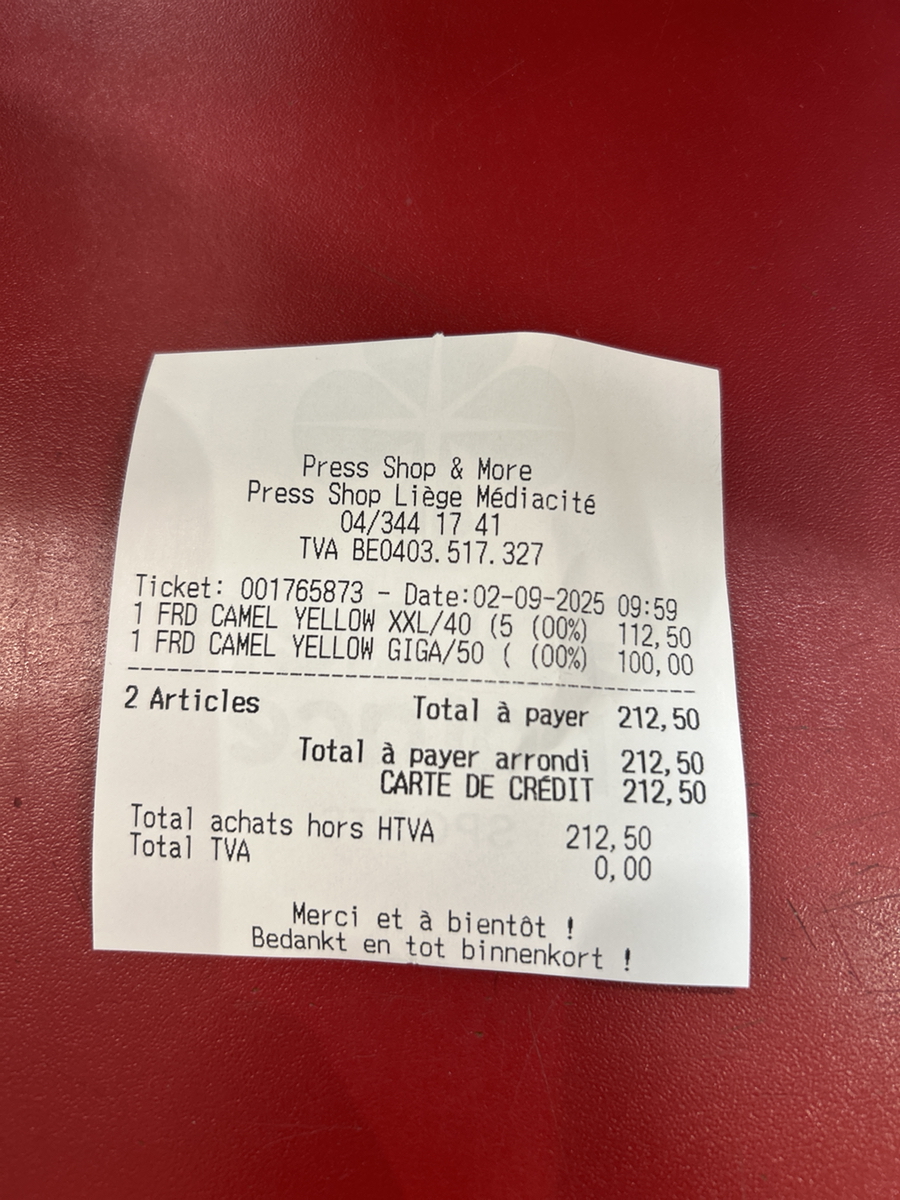 Press Shop & More
Press Shop Liège Médiacité
04/344 17 41
TVA BE0403.517.327
Ticket: 001765873 - Date:02-09-2025 09:59
1 FRD CAMEL YELLOW XXL/40 (5 (00%) 112,50
1 FRD CAMEL YELLOW GIGA/50 ( (00%) 100,00
2 Articles Total à payer 212,50
Total à payer arrondi 212,50
CARTE DE CRÉDIT 212,50
Total achats hors HTVA 212,50
Total TVA 0,00
Merci et à bientôt !
Bedankt en tot binnenkort !